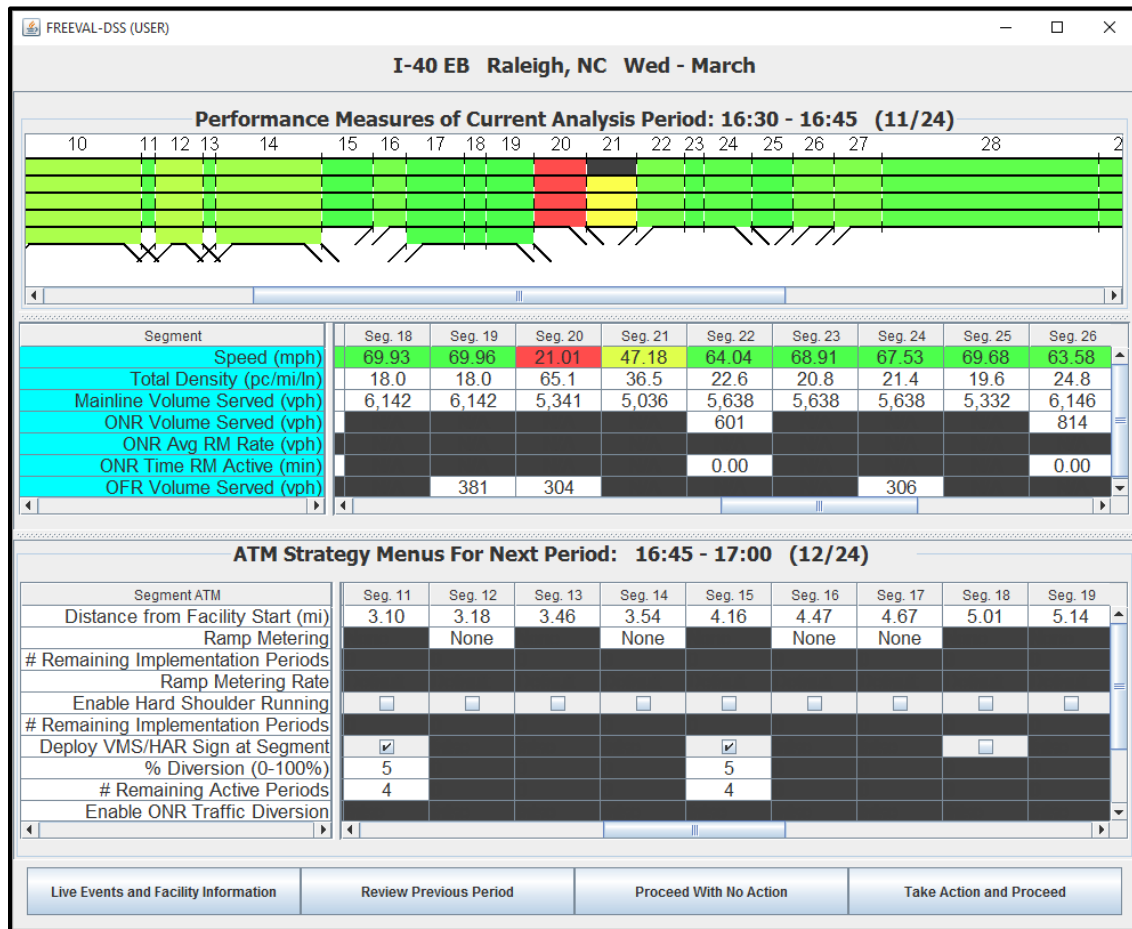 FREEVAL-DSS (USER)
I-40 EB Raleigh, NC Wed - March
Performance Measures of Current Analysis Period: 16:30 - 16:45 (11/24)
10 11 12 13 14 15 16 17 18 19 20 21 22 23 24 25 26 27 28 2
Segment Seg. 18 Seg. 19 Seg. 20 Seg. 21 Seg. 22 Seg. 23 Seg. 24 Seg. 25 Seg. 26
Speed (mph) 69.93 69.96 21.01 47.18 64.04 68.91 67.53 69.68 63.58
Total Density (pc/mi/ln) 18.0 18.0 65.1 36.5 22.6 20.8 21.4 19.6 24.8
Mainline Volume Served (vph) 6,142 6,142 5,341 5,036 5,638 5,638 5,638 5,332 6,146
ONR Volume Served (vph) 601 814
ONR Avg RM Rate (vph)
ONR Time RM Active (min) 0.00 0.00
OFR Volume Served (vph) 381 304 306
ATM Strategy Menus For Next Period: 16:45 - 17:00 (12/24)
Segment ATM Seg. 11 Seg. 12 Seg. 13 Seg. 14 Seg. 15 Seg. 16 Seg. 17 Seg. 18 Seg. 19
Distance from Facility Start (mi) 3.10 3.18 3.46 3.54 4.16 4.47 4.67 5.01 5.14
Ramp Metering None None None None
# Remaining Implementation Periods
Ramp Metering Rate
Enable Hard Shoulder Running
# Remaining Implementation Periods
Deploy VMS/HAR Sign at Segment
% Diversion (0-100%) 5 5
# Remaining Active Periods 4 4
Enable ONR Traffic Diversion
Live Events and Facility Information Review Previous Period Proceed With No Action Take Action and Proceed